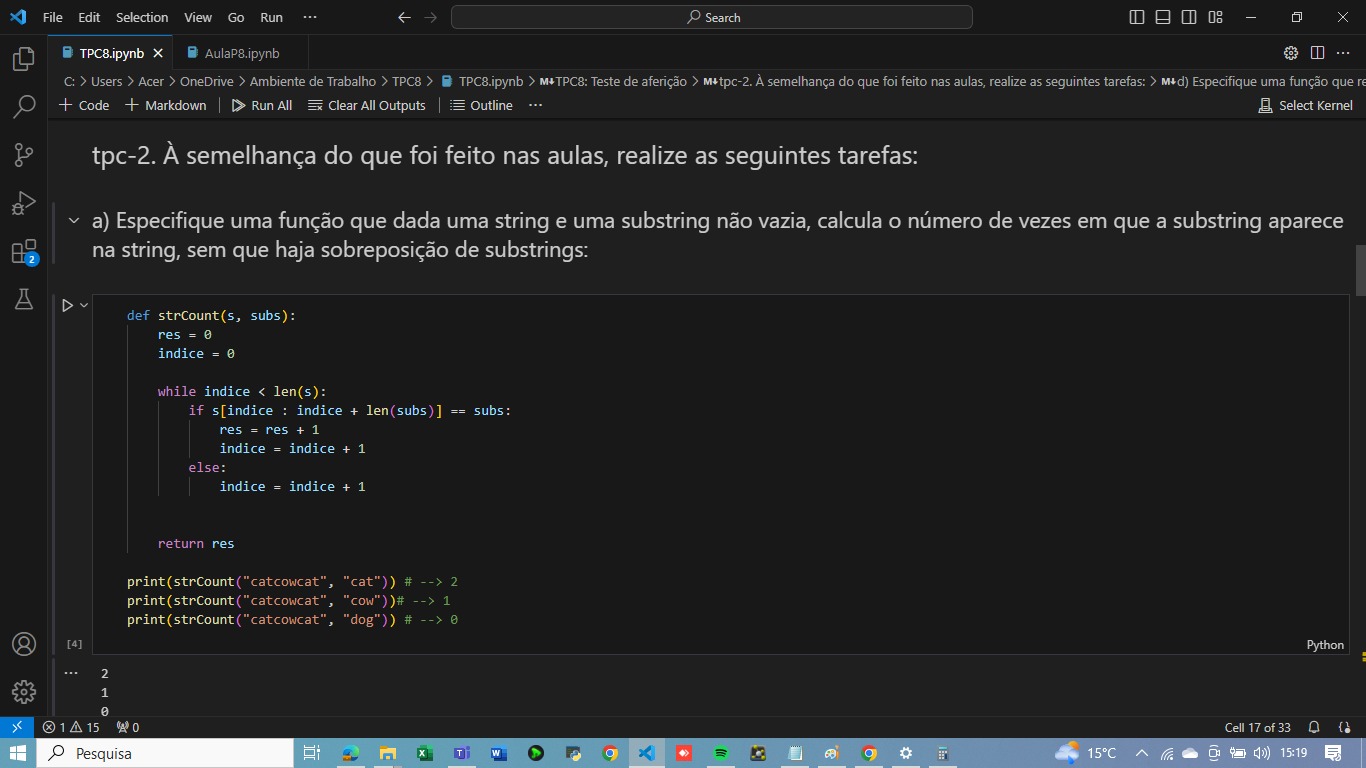 File Edit Selection View Go Run ··· Search
TPC8.ipynb AulaP8.ipynb
C: > Users > Acer > OneDrive > Ambiente de Trabalho > TPC8 > TPC8.ipynb > M↓TPC8: Teste de aferição > M↓tpc-2. À semelhança do que foi feito nas aulas, realize as seguintes tarefas: > M↓d) Especifique uma função que re
+ Code + Markdown Run All Clear All Outputs Outline ··· Select Kernel
tpc-2. À semelhança do que foi feito nas aulas, realize as seguintes tarefas:
a) Especifique uma função que dada uma string e uma substring não vazia, calcula o número de vezes em que a substring aparece
na string, sem que haja sobreposição de substrings:
def strCount(s, subs):
res = 0
indice = 0
while indice < len(s):
if s[indice : indice + len(subs)] == subs:
res = res + 1
indice = indice + 1
else:
indice = indice + 1
return res
print(strCount("catcowcat", "cat")) # --> 2
print(strCount("catcowcat", "cow"))# --> 1
print(strCount("catcowcat", "dog")) # --> 0
[4] Python
··· 2
1
0
2
1 15 0 Cell 17 of 33
Pesquisa 15°C 15:19